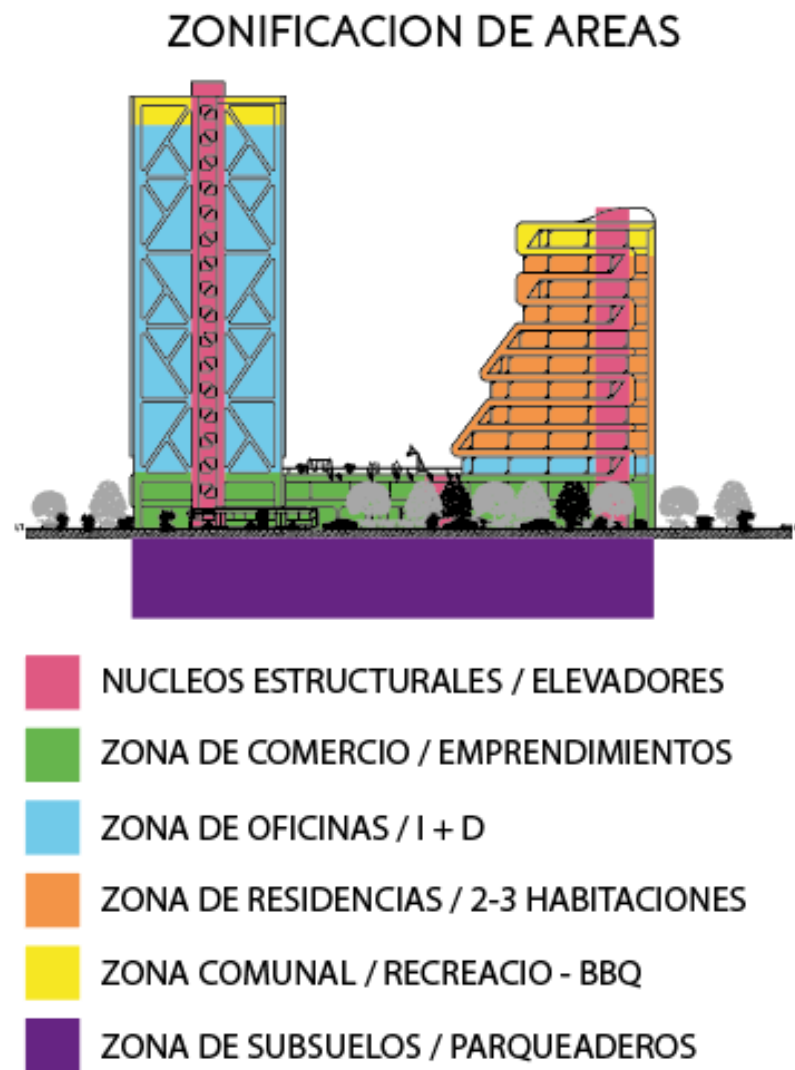 ZONIFICACION DE AREAS
NUCLEOS ESTRUCTURALES / ELEVADORES
ZONA DE COMERCIO / EMPRENDIMIENTOS
ZONA DE OFICINAS / I + D
ZONA DE RESIDENCIAS / 2-3 HABITACIONES
ZONA COMUNAL / RECREACIO - BBQ
ZONA DE SUBSUELOS / PARQUEADEROS